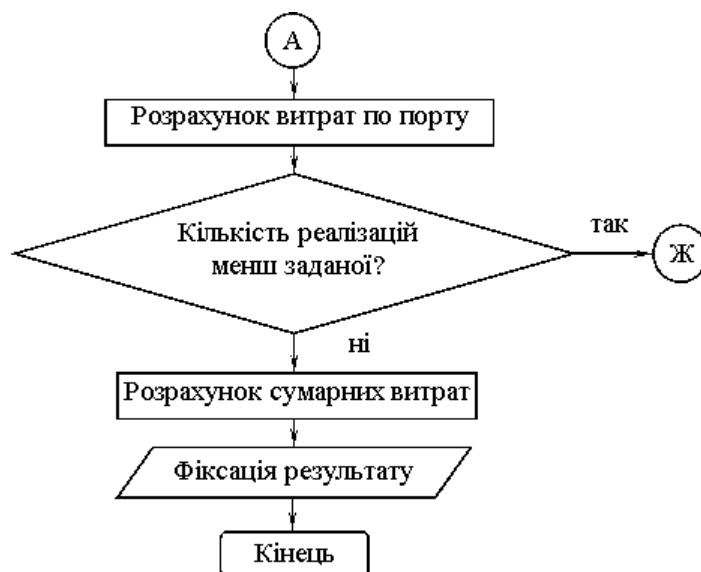 А
Розрахунок витрат по порту
Кількість реалізацій
менш заданої?
так
Ж
ні
Розрахунок сумарних витрат
Фіксація результату
Кінець